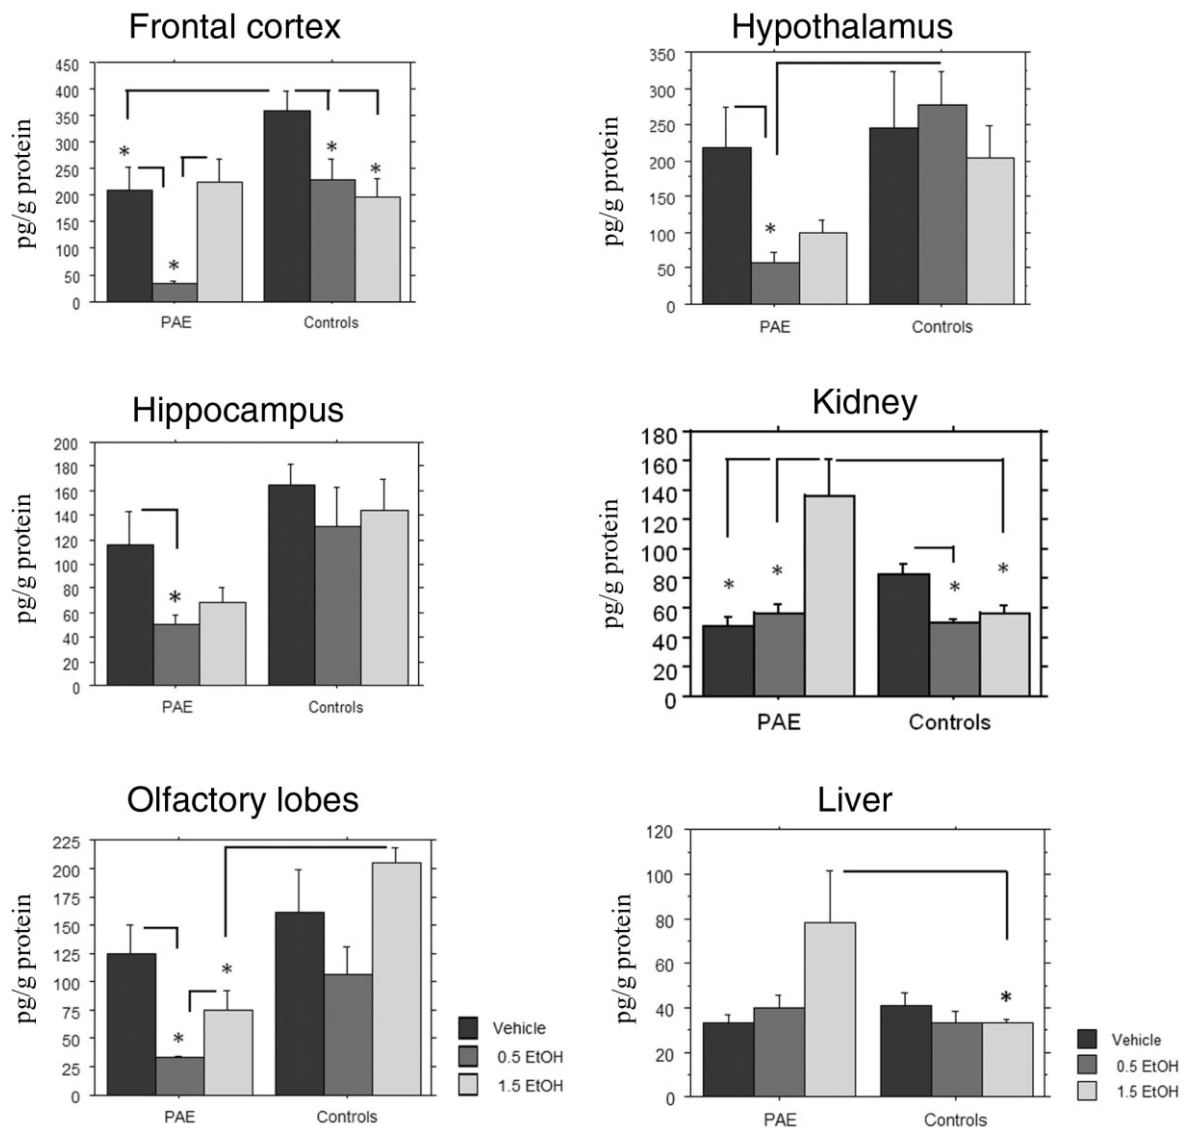 Frontal cortex
pg/g protein
450
400
350
300
250
200
150
100
50
0
*
*
*
*
PAE Controls
Hypothalamus
pg/g protein
350
300
250
200
150
100
50
0
*
PAE Controls
Hippocampus
pg/g protein
200
180
160
140
120
100
80
60
40
20
0
*
PAE Controls
Kidney
pg/g protein
180
160
140
120
100
80
60
40
20
0
*
*
*
*
PAE Controls
Olfactory lobes
pg/g protein
225
225
175
150
125
100
75
50
25
0
*
*
PAE Controls
Vehicle
0.5 EtOH
1.5 EtOH
Liver
pg/g protein
120
100
80
60
40
20
0
*
PAE Controls
Vehicle
0.5 EtOH
1.5 EtOH